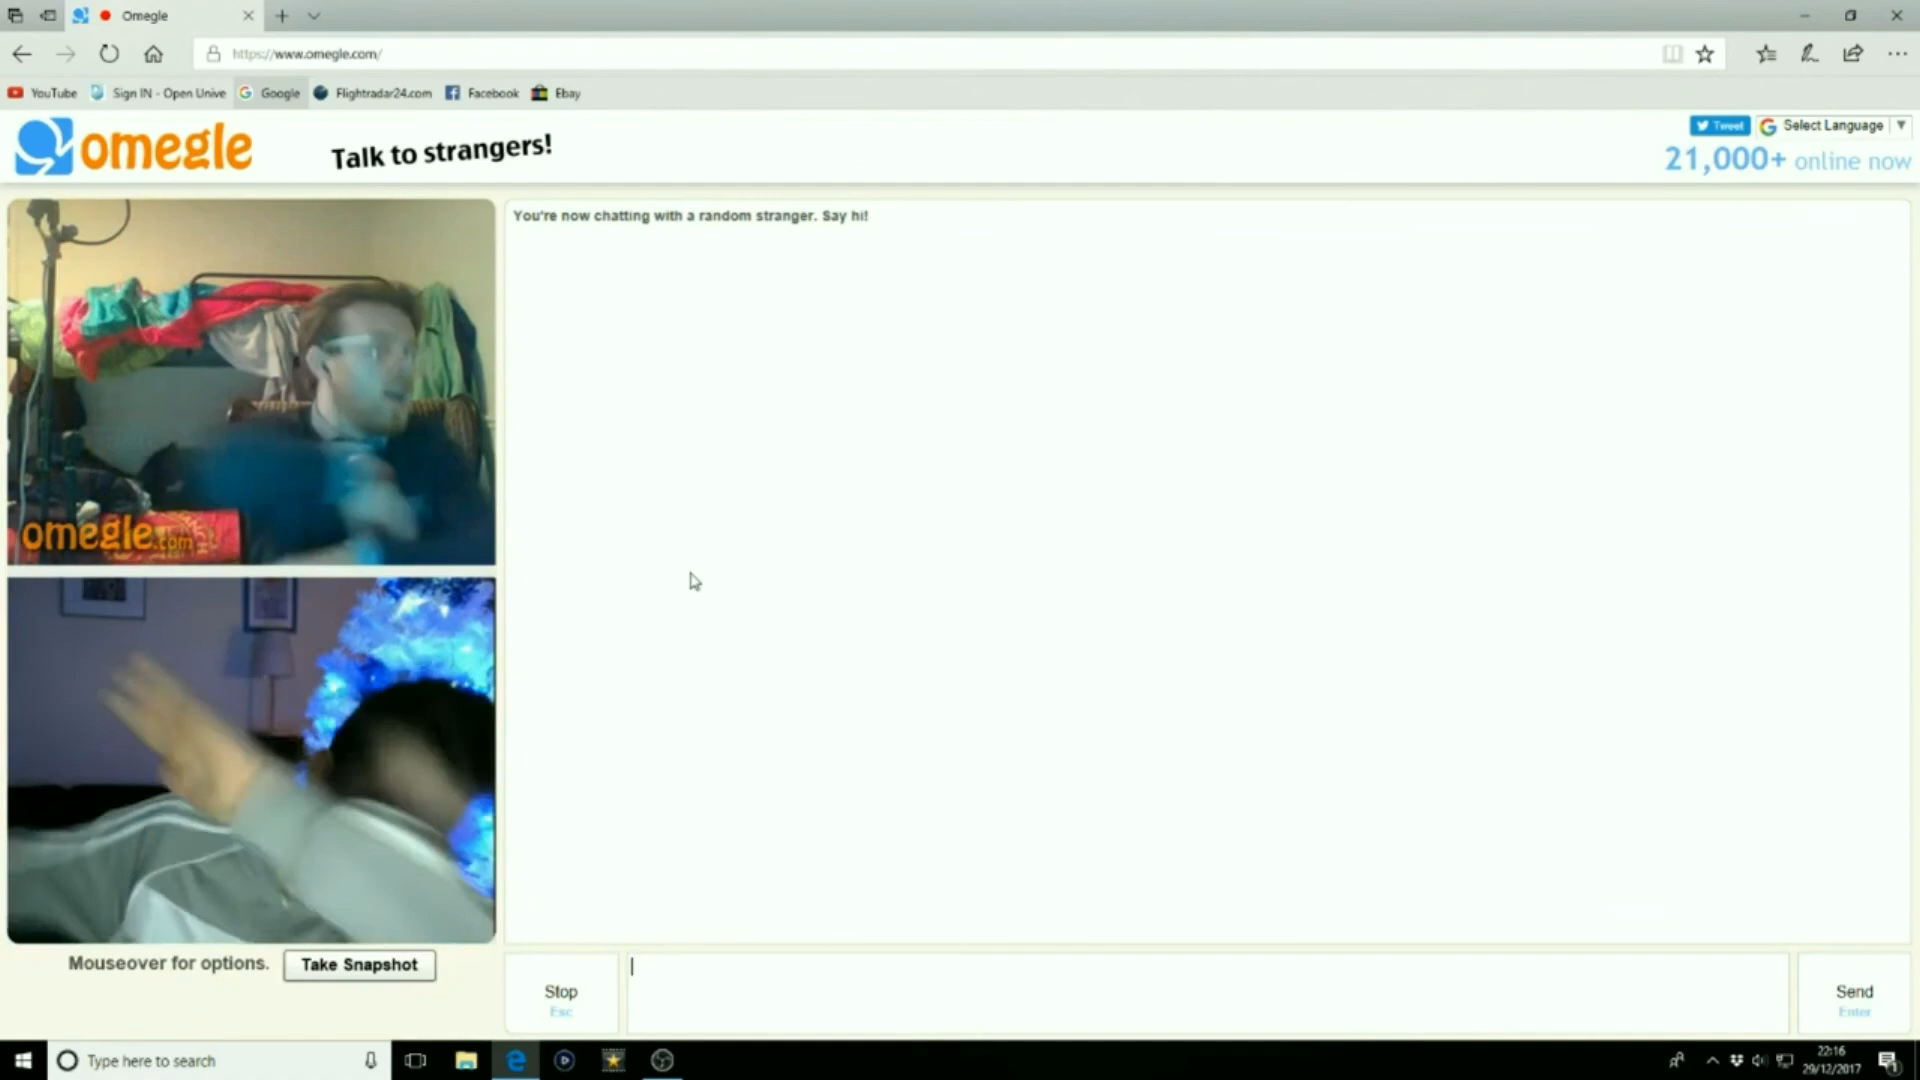 Omegle
https://www.omegle.com/
YouTube
Sign IN - Open Unive
Google
Flightradar24.com
Facebook
Ebay
omegle
Talk to strangers!
Tweet
Select Language
21,000+ online now
You're now chatting with a random stranger. Say hi!
omegle.com
Mouseover for options.
Take Snapshot
Stop
Esc
Send
Enter
Type here to search
22:16
29/12/2017